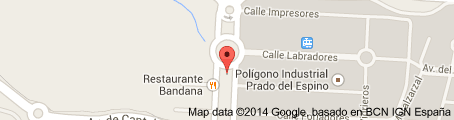 Calle Impresores
Calle Labradores
Av. del
Polígono Industrial
Prado del Espino
Restaurante
Bandana
Map data ©2014 Google, basado en BCN IGN España